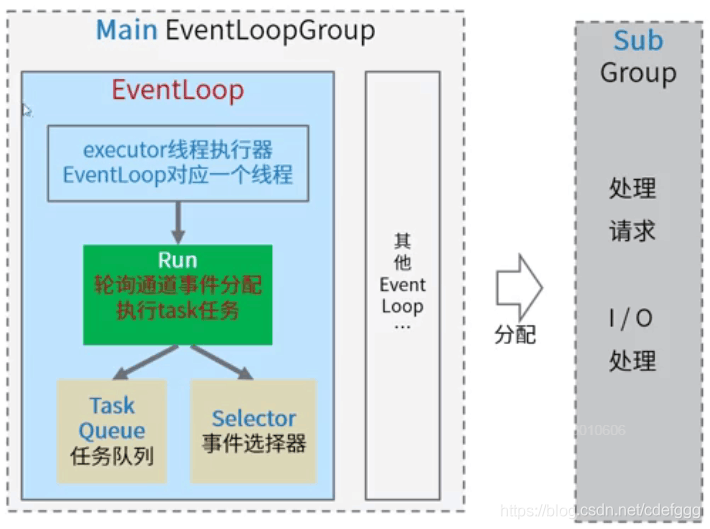 Main EventLoopGroup
EventLoop
executor线程执行器
EventLoop对应一个线程
Run
轮询通道事件分配
执行task任务
Task
Queue
任务队列
Selector
事件选择器
其
他
Event
Loop
...
分配
Sub
Group
处理
请求
I / O
处理
2010606
https://blog.csdn.net/cdefggg